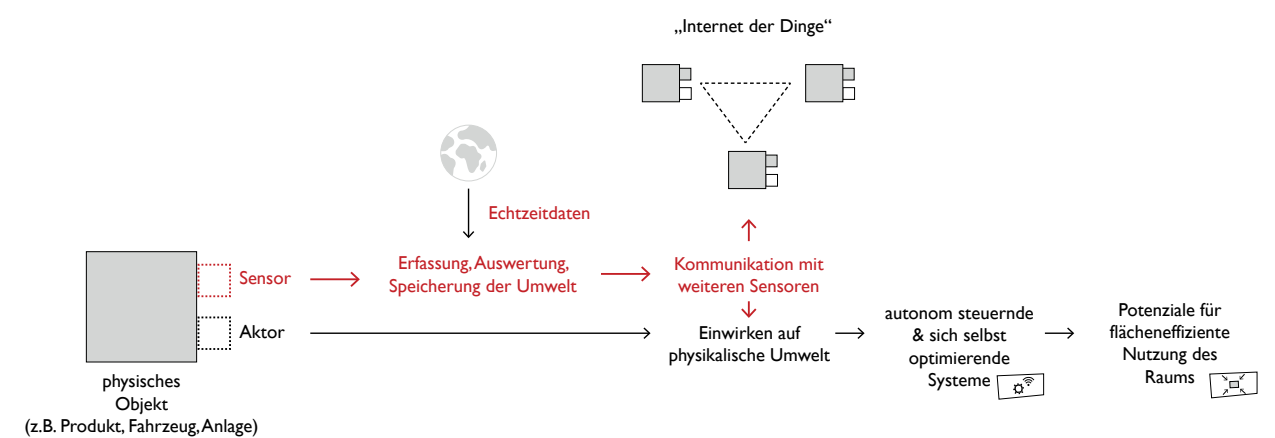 „Internet der Dinge“
Echtzeitdaten
Sensor
Erfassung, Auswertung,
Speicherung der Umwelt
Kommunikation mit
weiteren Sensoren
Aktor
Einwirken auf
physikalische Umwelt
autonom steuernde
& sich selbst
optimierende
Systeme
Potenziale für
flächeneffiziente
Nutzung des
Raums
physisches
Objekt
(z.B. Produkt, Fahrzeug, Anlage)